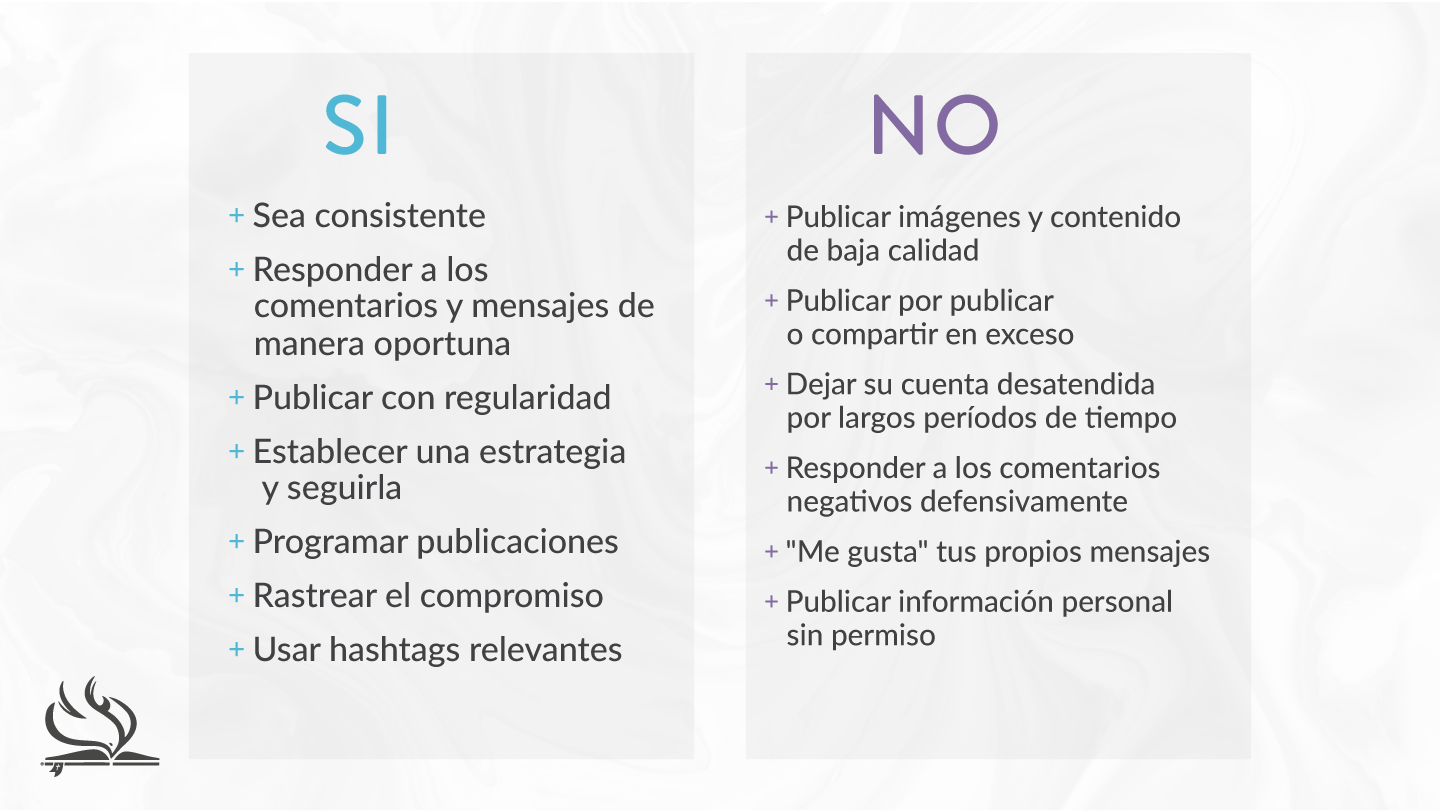 SI
+ Sea consistente
+ Responder a los
comentarios y mensajes de
manera oportuna
+ Publicar con regularidad
+ Establecer una estrategia
y seguirla
+ Programar publicaciones
+ Rastrear el compromiso
+ Usar hashtags relevantes
NO
+ Publicar imágenes y contenido
de baja calidad
+ Publicar por publicar
o compartir en exceso
+ Dejar su cuenta desatendida
por largos períodos de tiempo
+ Responder a los comentarios
negativos defensivamente
+ "Me gusta" tus propios mensajes
+ Publicar información personal
sin permiso